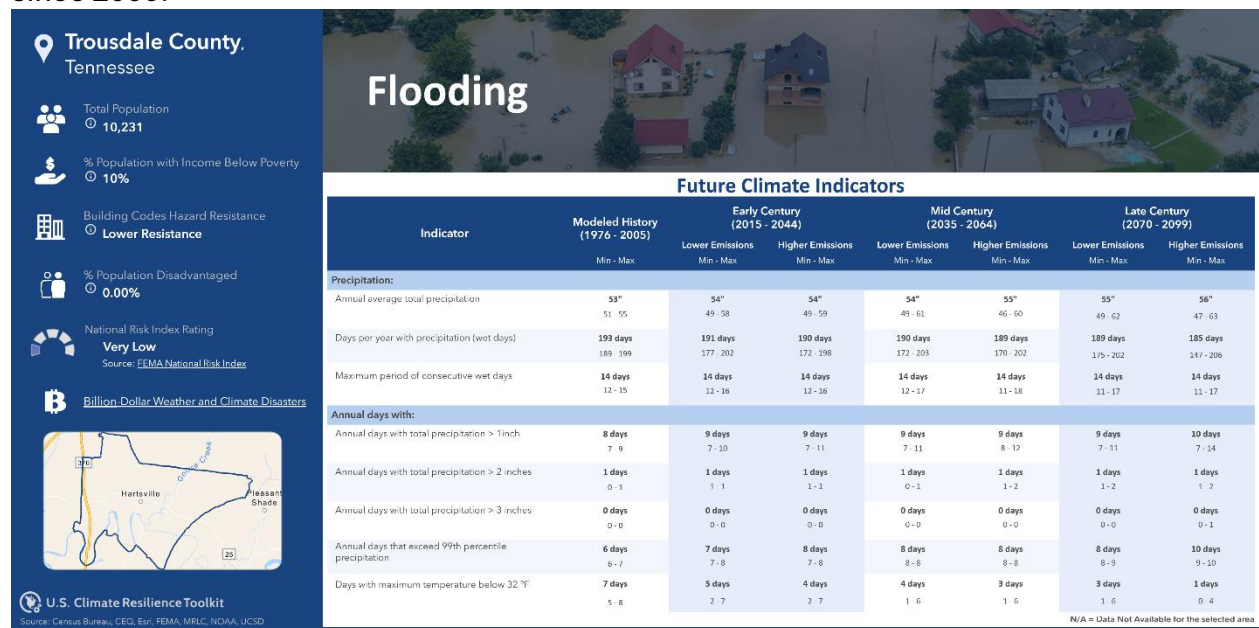 since 2000.
Trousdale County,
Tennessee
Total Population
10,231
% Population with Income Below Poverty
10%
Building Codes Hazard Resistance
Lower Resistance
% Population Disadvantaged
0.00%
National Risk Index Rating
Very Low
Source: FEMA National Risk Index
Billion-Dollar Weather and Climate Disasters
376
Goose Creek
Hartsville
Pleasant
Shade
25
U.S. Climate Resilience Toolkit
Source: Census Bureau, CEQ, Esri, FEMA, MRLC, NOAA, UCSD
Flooding
Future Climate Indicators
Indicator Modeled History (1976 - 2005) Early Century (2015 - 2044) Mid Century (2035 - 2064) Late Century (2070 - 2099)
Lower Emissions Higher Emissions Lower Emissions Higher Emissions Lower Emissions Higher Emissions
Min - Max Min - Max Min - Max Min - Max Min - Max Min - Max Min - Max
Precipitation:
Annual average total precipitation 53" 54" 54" 54" 55" 55" 56"
51 55 49 - 58 49 - 59 49 - 61 46 - 60 49 - 62 47 - 63
Days per year with precipitation (wet days) 193 days 191 days 190 days 190 days 189 days 189 days 185 days
189 199 177 - 202 172 - 198 172 - 203 170 - 202 175 - 202 147 - 206
Maximum period of consecutive wet days 14 days 14 days 14 days 14 days 14 days 14 days 14 days
12 - 15 12 - 16 12 - 16 12 - 17 11 - 18 11 - 17 11 - 17
Annual days with:
Annual days with total precipitation > 1inch 8 days 9 days 9 days 9 days 9 days 9 days 10 days
7 9 7 - 10 7 - 11 7 - 11 8 - 12 7 - 11 7 - 14
Annual days with total precipitation > 2 inches 1 days 1 days 1 days 1 days 1 days 1 days 1 days
0 - 1 1 - 1 1 - 1 0 - 1 1 - 2 1 - 2 1 2
Annual days with total precipitation > 3 inches 0 days 0 days 0 days 0 days 0 days 0 days 0 days
0 - 0 0 - 0 0 - 0 0 - 0 0 - 0 0 - 0 0 - 1
Annual days that exceed 99th percentile
precipitation 6 days 7 days 8 days 8 days 8 days 8 days 10 days
6 - 7 7 - 8 7 - 8 8 - 8 8 - 8 8 - 9 9 - 10
Days with maximum temperature below 32 °F 7 days 5 days 4 days 4 days 3 days 3 days 1 days
5 - 8 2 7 2 7 1 6 1 6 1 6 0 4
N/A = Data Not Available for the selected area